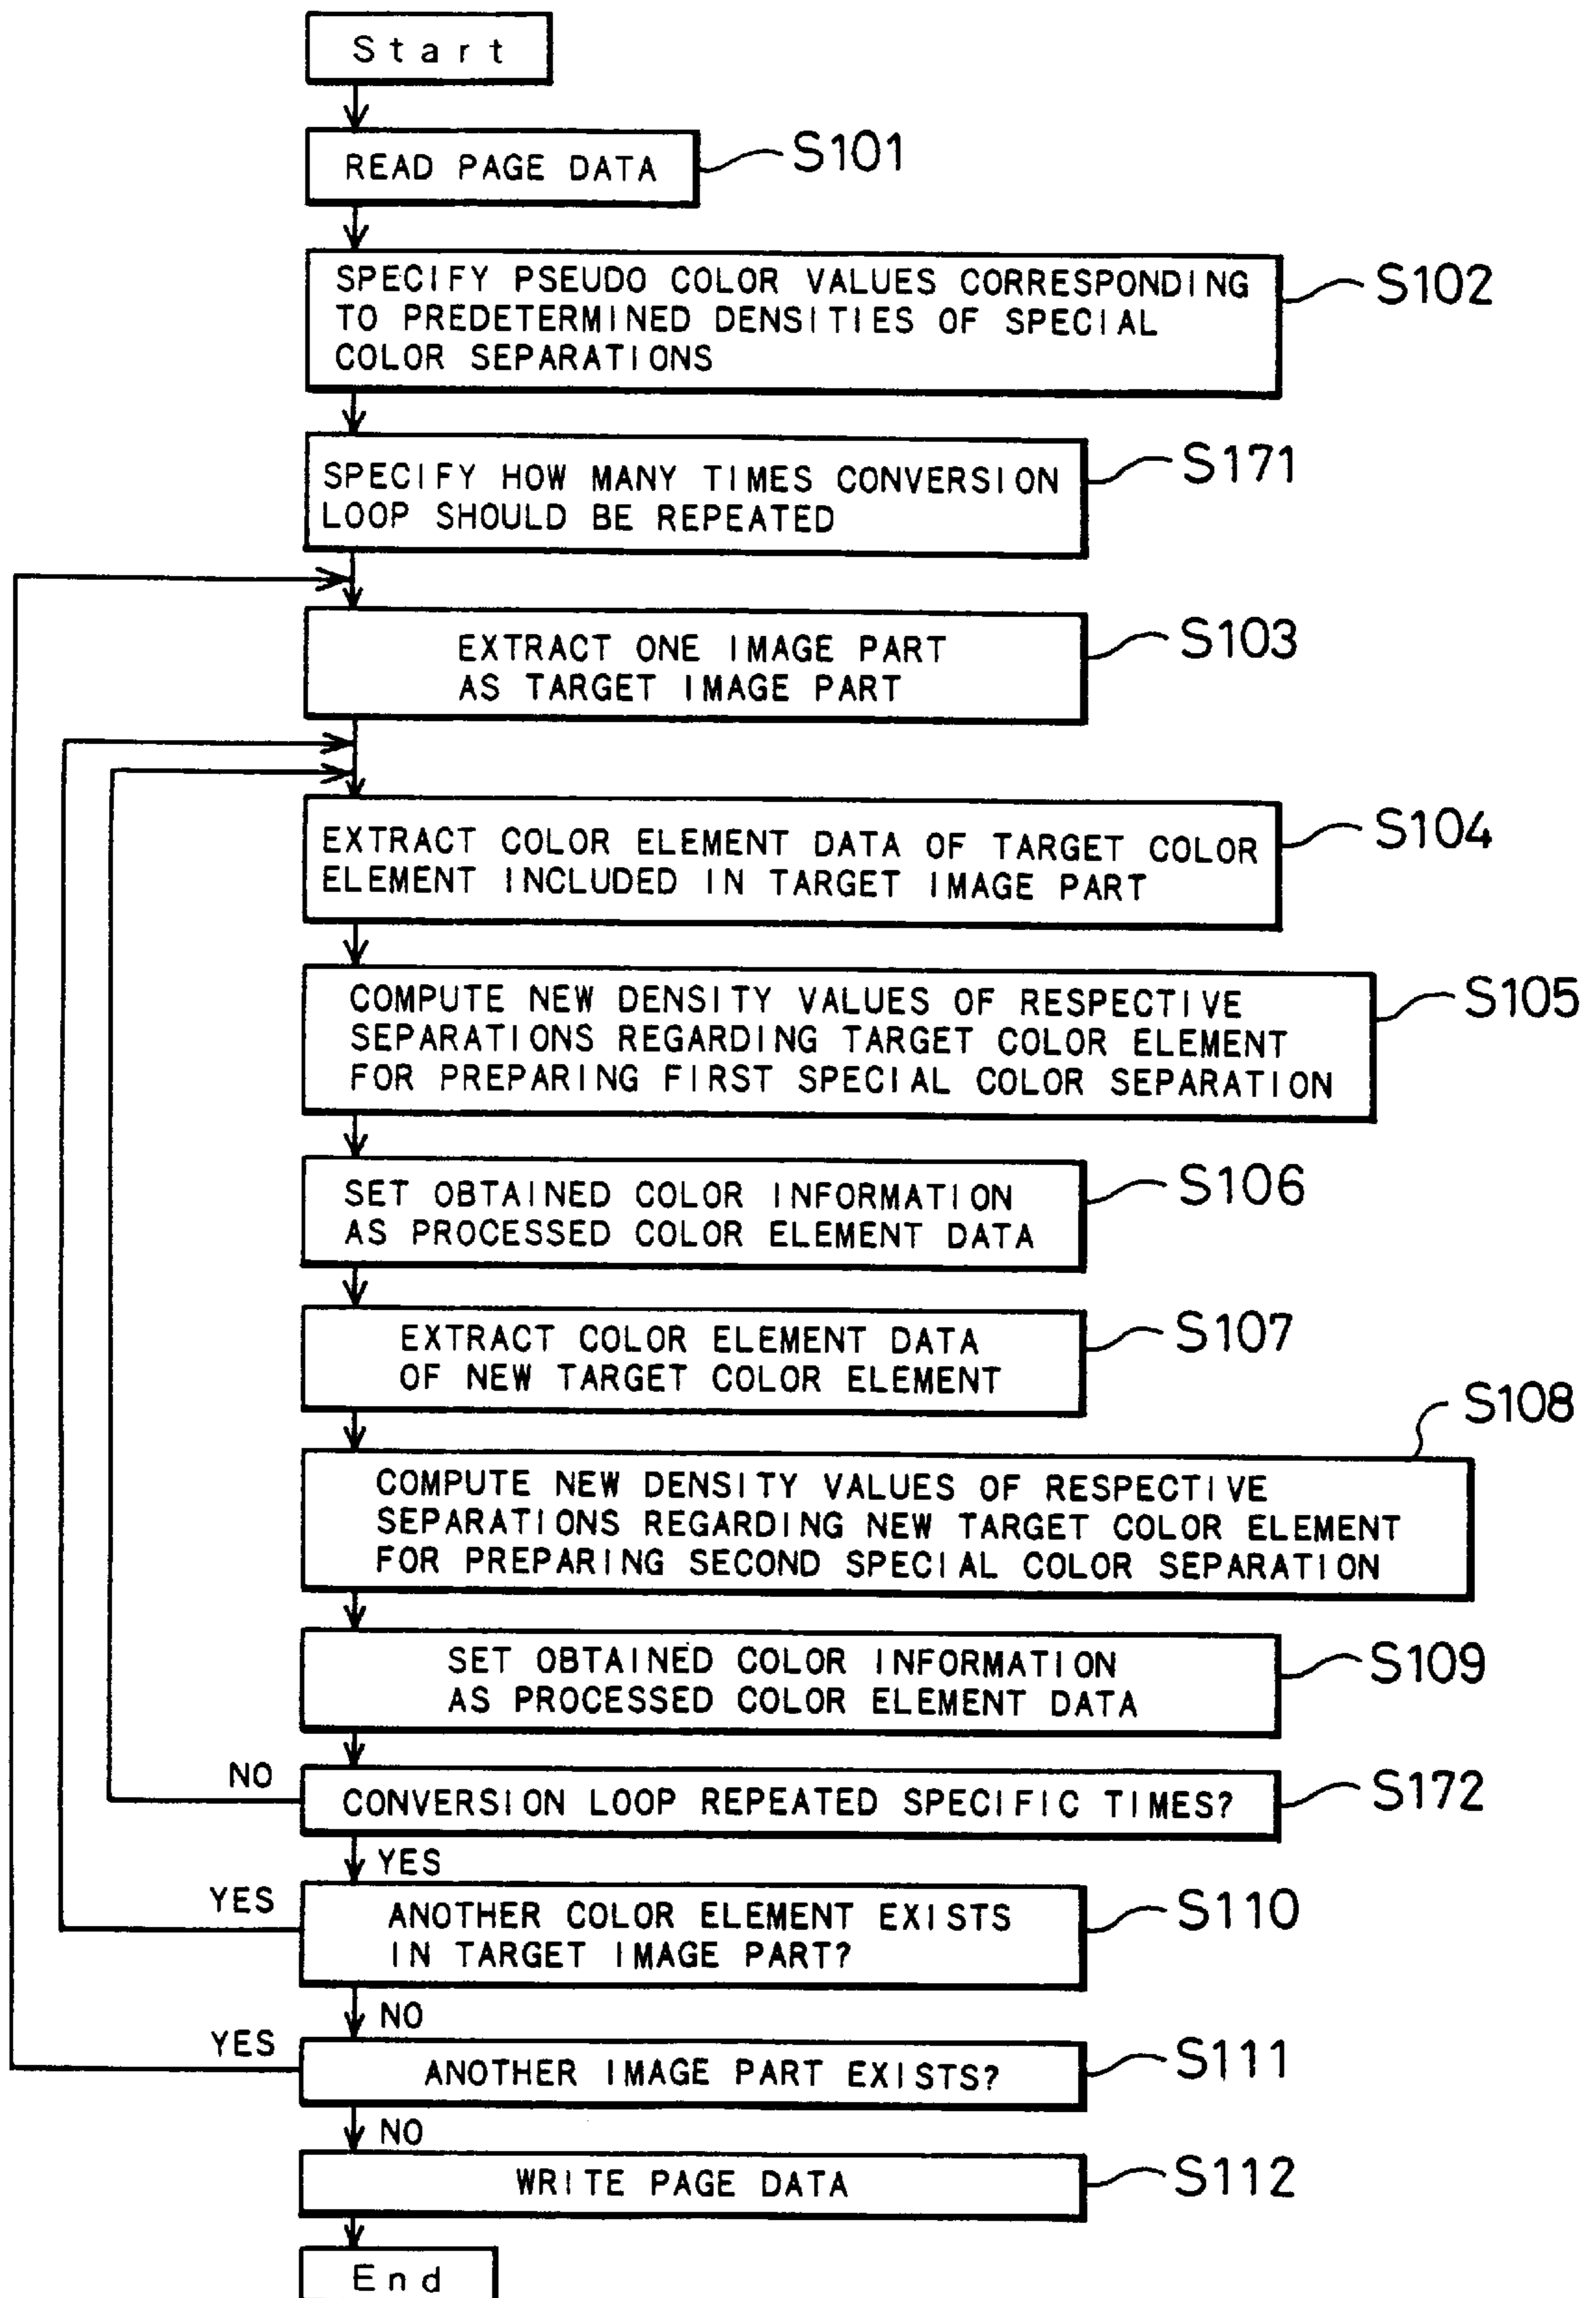 Start
READ PAGE DATA
S101
SPECIFY PSEUDO COLOR VALUES CORRESPONDING
TO PREDETERMINED DENSITIES OF SPECIAL
COLOR SEPARATIONS
S102
SPECIFY HOW MANY TIMES CONVERSION
LOOP SHOULD BE REPEATED
S171
EXTRACT ONE IMAGE PART
AS TARGET IMAGE PART
S103
EXTRACT COLOR ELEMENT DATA OF TARGET COLOR
ELEMENT INCLUDED IN TARGET IMAGE PART
S104
COMPUTE NEW DENSITY VALUES OF RESPECTIVE
SEPARATIONS REGARDING TARGET COLOR ELEMENT
FOR PREPARING FIRST SPECIAL COLOR SEPARATION
S105
SET OBTAINED COLOR INFORMATION
AS PROCESSED COLOR ELEMENT DATA
S106
EXTRACT COLOR ELEMENT DATA
OF NEW TARGET COLOR ELEMENT
S107
COMPUTE NEW DENSITY VALUES OF RESPECTIVE
SEPARATIONS REGARDING NEW TARGET COLOR ELEMENT
FOR PREPARING SECOND SPECIAL COLOR SEPARATION
S108
SET OBTAINED COLOR INFORMATION
AS PROCESSED COLOR ELEMENT DATA
S109
NO
CONVERSION LOOP REPEATED SPECIFIC TIMES?
S172
YES
YES
ANOTHER COLOR ELEMENT EXISTS
IN TARGET IMAGE PART?
S110
NO
YES
ANOTHER IMAGE PART EXISTS?
S111
NO
WRITE PAGE DATA
S112
End